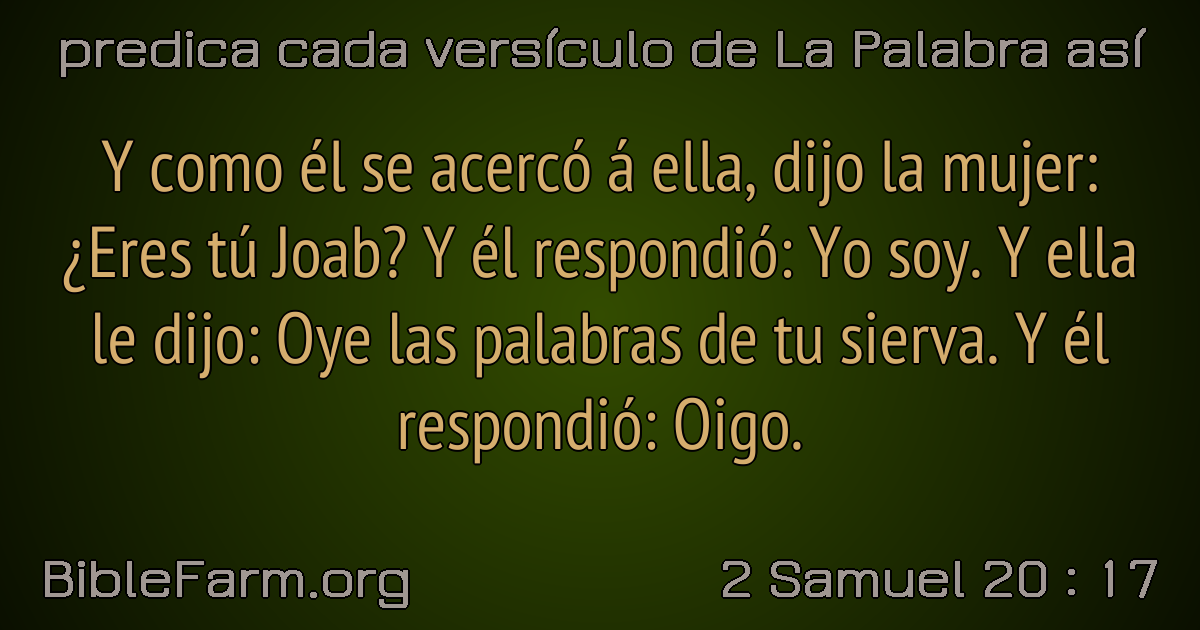 predica cada versículo de La Palabra así
Y como él se acercó á ella, dijo la mujer:
¿Eres tú Joab? Y él respondió: Yo soy. Y ella
le dijo: Oye las palabras de tu sierva. Y él
respondió: Oigo.
BibleFarm.org
2 Samuel 20 : 17